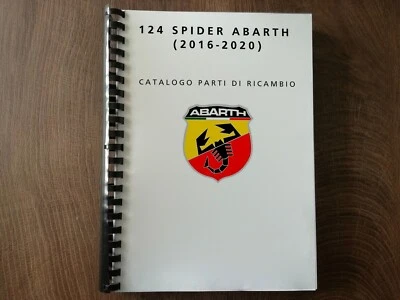 124 SPIDER ABARTH
(2016-2020)
CATALOGO PARTI DI RICAMBIO
ABARTH